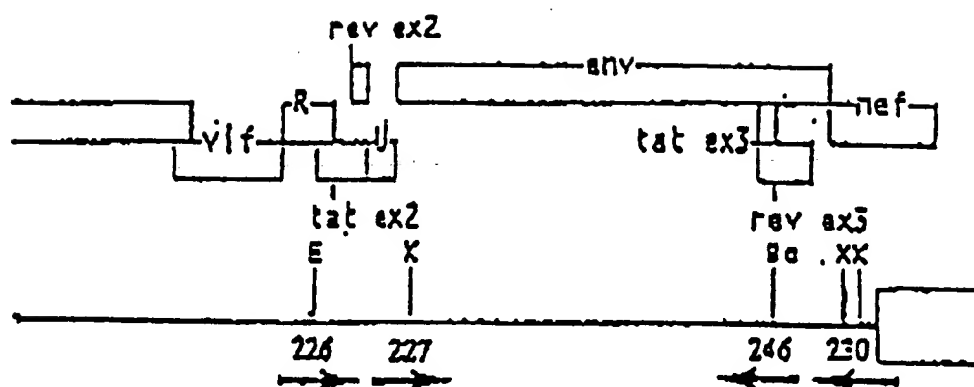 rev ex2
env
R
vif
U
nef
tat ex3
tat ex2
rev ex3
E X Ba XX
226 227 246 230